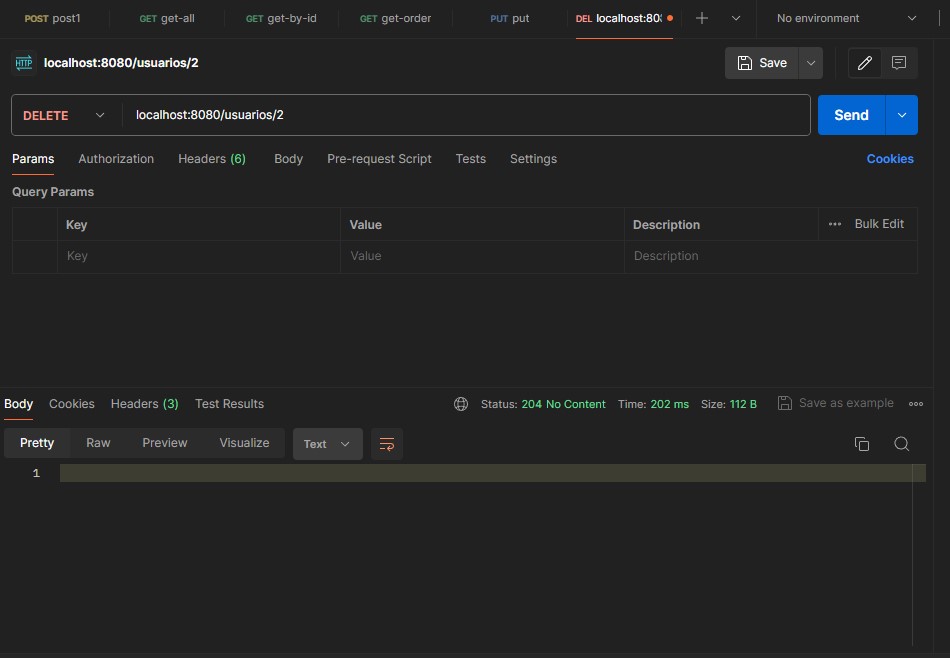 POST post1 GET get-all GET get-by-id GET get-order PUT put DEL localhost:80 No environment
HTTP localhost:8080/usuarios/2 Save
DELETE localhost:8080/usuarios/2 Send
Params Authorization Headers (6) Body Pre-request Script Tests Settings Cookies
Query Params
Key Value Description ••• Bulk Edit
Key Value Description
Body Cookies Headers (3) Test Results Status: 204 No Content Time: 202 ms Size: 112 B Save as example
Pretty Raw Preview Visualize Text
1